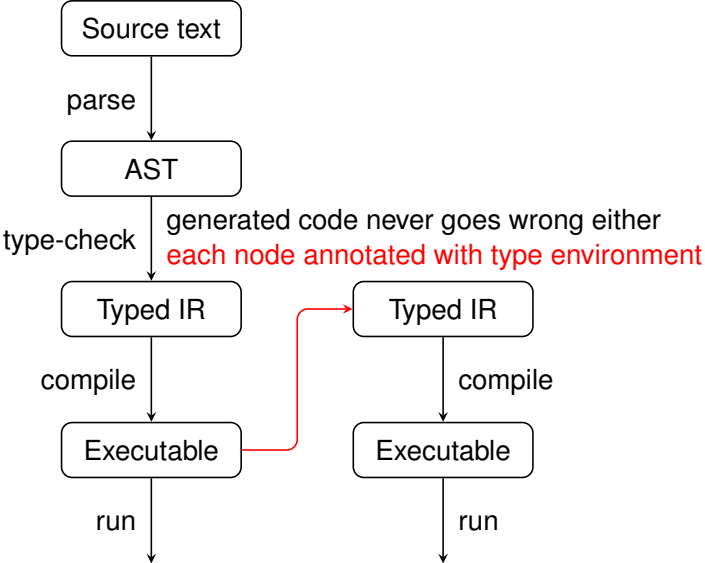 Source text
parse
AST
type-check
generated code never goes wrong either
each node annotated with type environment
Typed IR
Typed IR
compile
compile
Executable
Executable
run
run